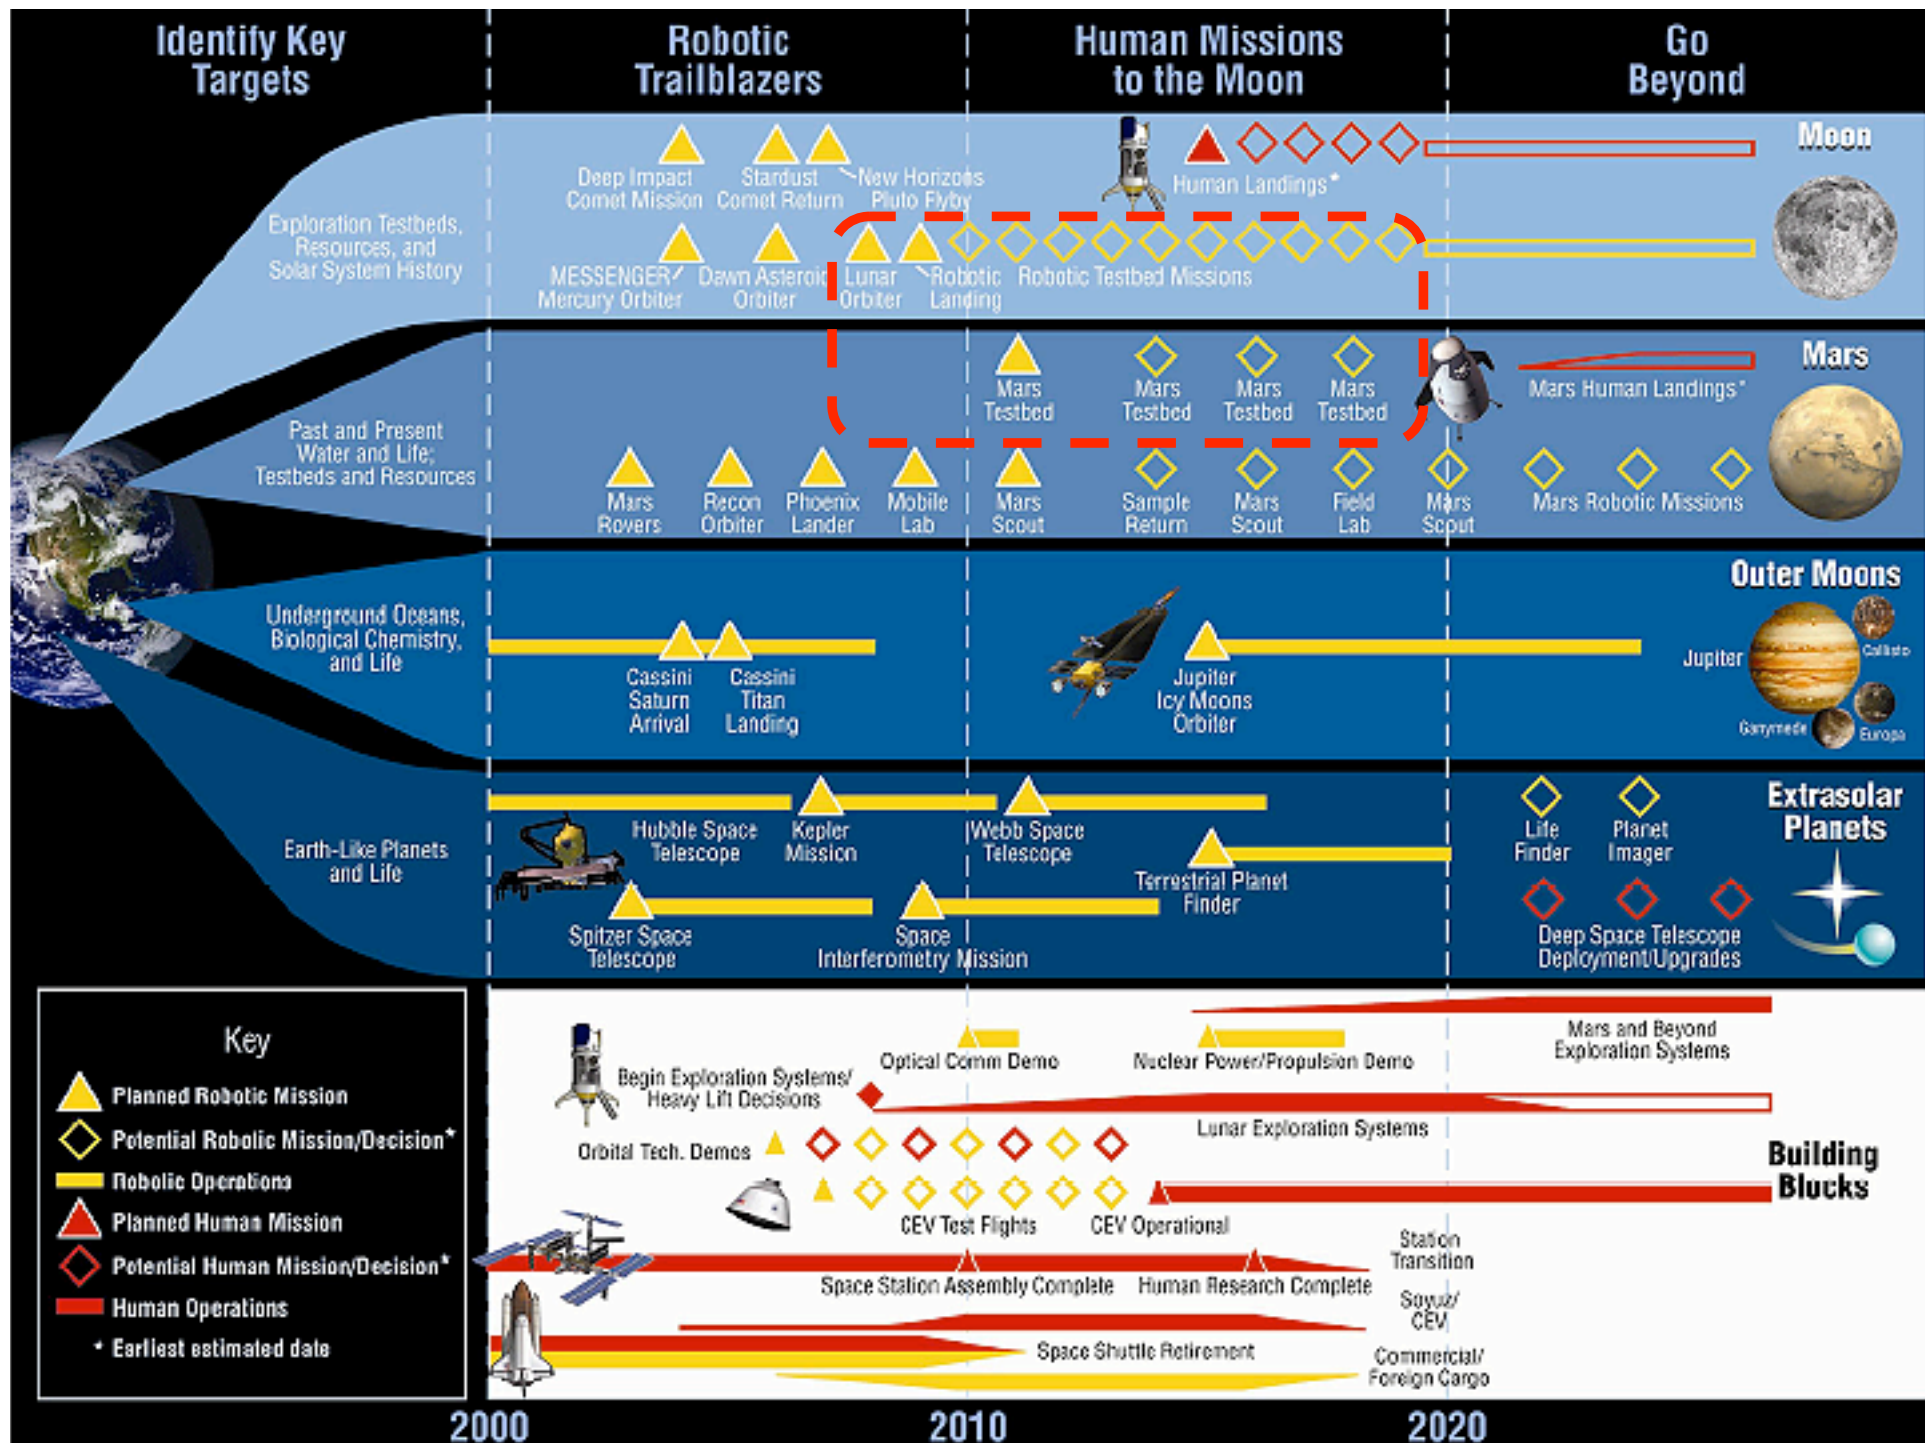 Identify Key
Targets
Robotic
Trailblazers
Human Missions
to the Moon
Go
Beyond
Moon
Exploration Testbeds,
Resources, and
Solar System History
Deep Impact
Comet Mission
Stardust
Comet Return
New Horizons
Pluto Flyby
Human Landings*
MESSENGER
Mercury Orbiter
Dawn Asteroid
Orbiter
Lunar
Orbiter
Robotic
Landing
Robotic Testbed Missions
Mars
Past and Present
Water and Life;
Testbeds and Resources
Mars
Testbed
Mars
Testbed
Mars
Testbed
Mars
Testbed
Mars Human Landings*
Mars
Rovers
Recon
Orbiter
Phoenix
Lander
Mobile
Lab
Mars
Scout
Sample
Return
Mars
Scout
Field
Lab
Mars
Scout
Mars Robotic Missions
Outer Moons
Underground Oceans,
Biological Chemistry,
and Life
Cassini
Saturn
Arrival
Cassini
Titan
Landing
Jupiter
Icy Moons
Orbiter
Jupiter
Callisto
Ganymede
Europa
Extrasolar
Planets
Earth-Like Planets
and Life
Hubble Space
Telescope
Kepler
Mission
Webb Space
Telescope
Terrestrial Planet
Finder
Life
Finder
Planet
Imager
Spitzer Space
Telescope
Space
Interferometry Mission
Deep Space Telescope
Deployment/Upgrades
Key
Planned Robotic Mission
Potential Robotic Mission/Decision*
Robotic Operations
Planned Human Mission
Potential Human Mission/Decision*
Human Operations
* Earliest estimated date
Mars and Beyond
Exploration Systems
Optical Comm Demo
Nuclear Power/Propulsion Demo
Begin Exploration Systems/
Heavy Lift Decisions
Lunar Exploration Systems
Orbital Tech. Demos
Building
Blocks
CEV Test Flights
CEV Operational
Station
Transition
Space Station Assembly Complete
Human Research Complete
Soyuz/
CEV
Space Shuttle Retirement
Commercial/
Foreign Cargo
2000
2010
2020